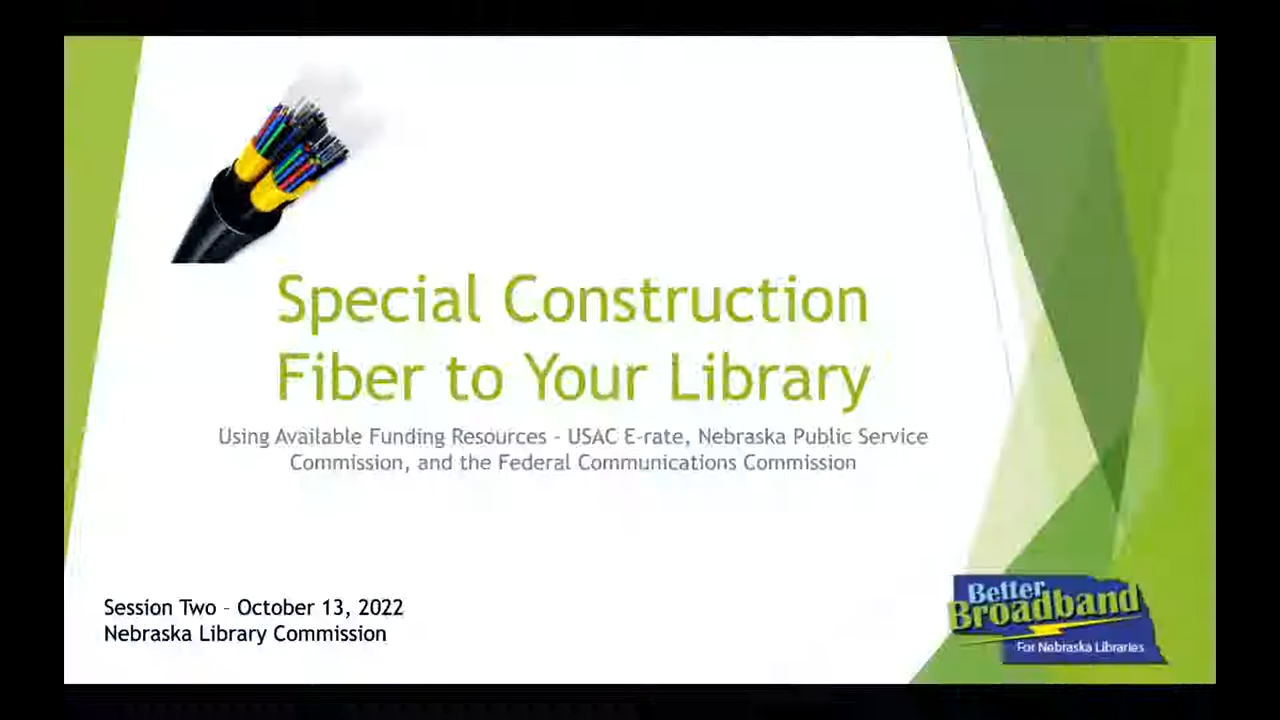 Special Construction
Fiber to Your Library
Using Available Funding Resources - USAC E-rate, Nebraska Public Service
Commission, and the Federal Communications Commission
Session Two – October 13, 2022
Nebraska Library Commission
Better
Broadband
For Nebraska Libraries